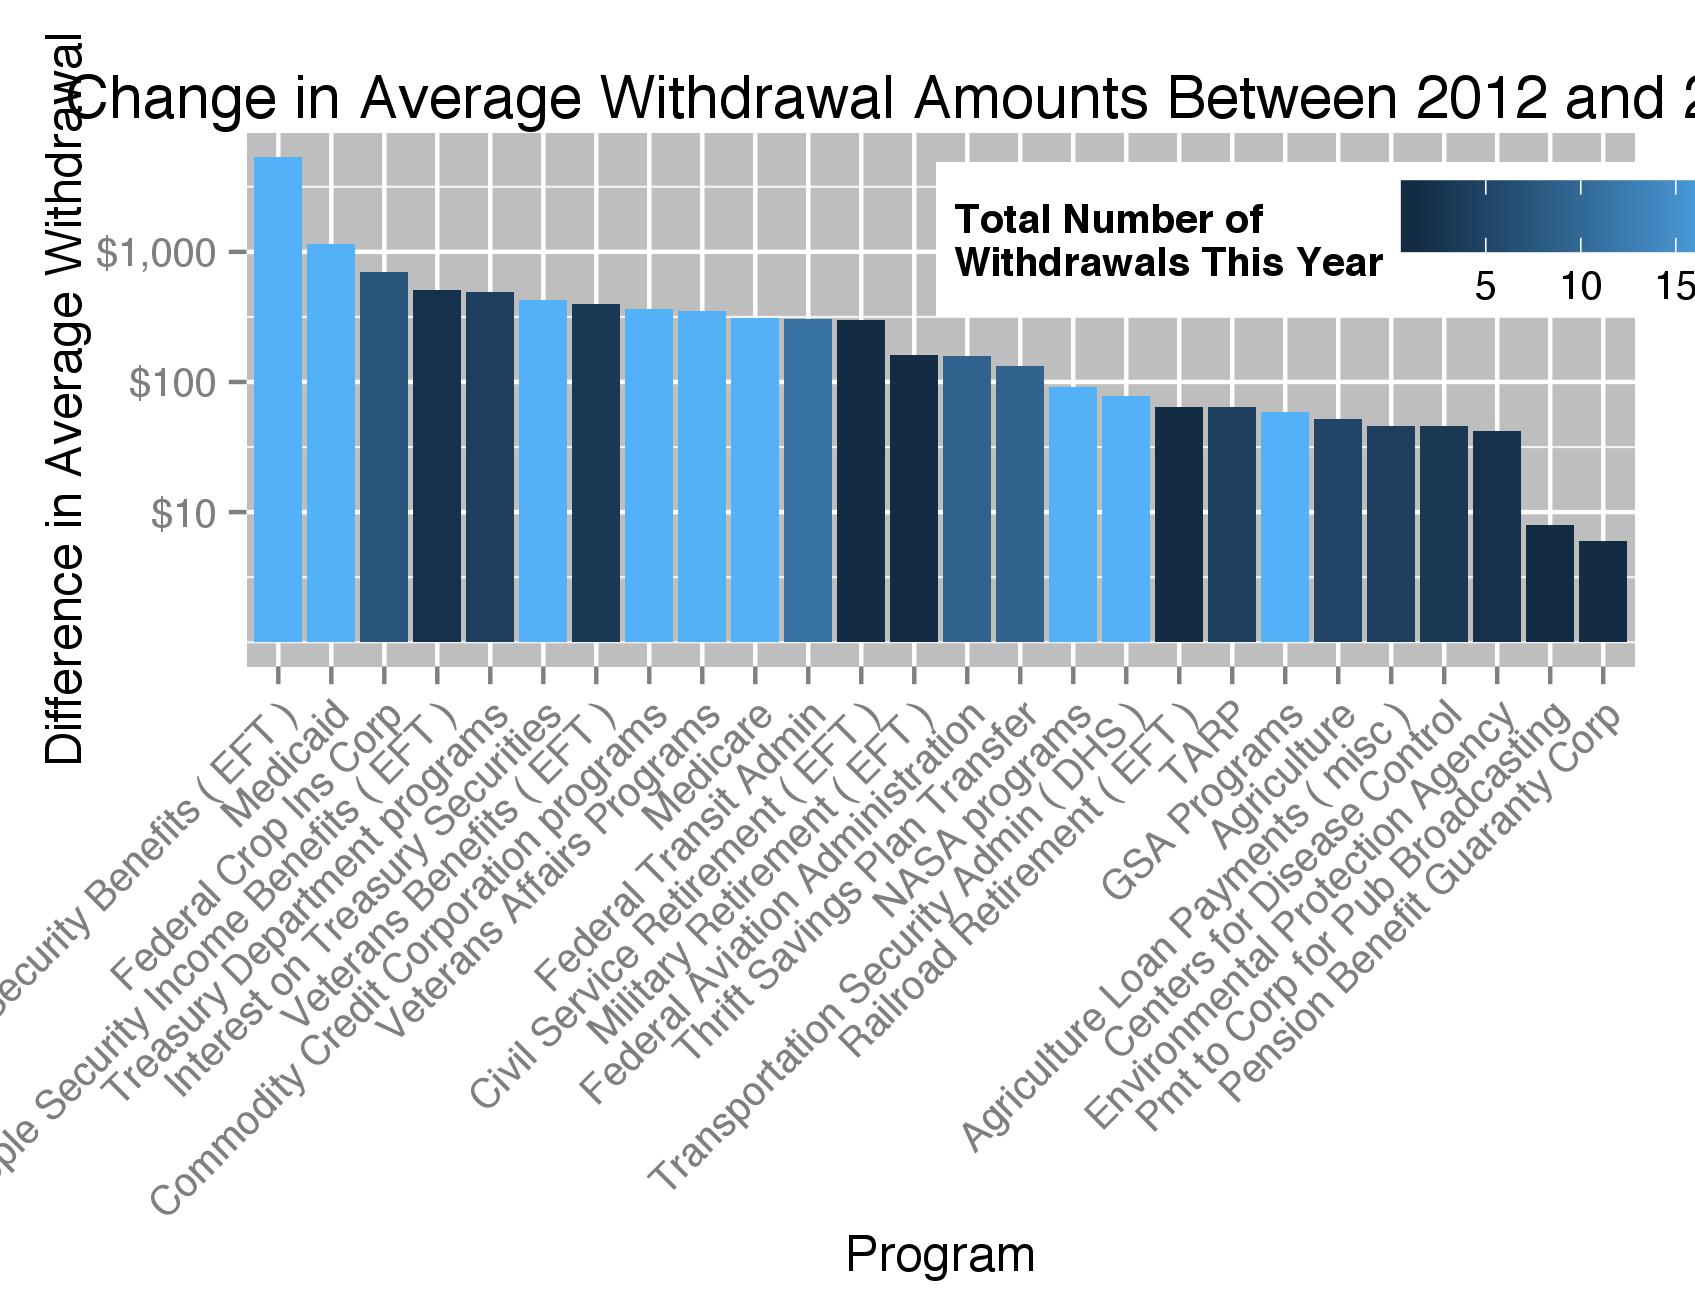 Change in Average Withdrawal Amounts Between 2012 and
Difference in Average Withdrawal
$1,000
$100
$10
Total Number of
Withdrawals This Year
5
10
15
Security Benefits ( EFT )
Medicaid
Federal Crop Ins Corp
Security Income Benefits ( EFT )
Treasury Department programs
Interest on Treasury Securities
Veterans Benefits ( EFT )
Commodity Credit Corporation programs
Veterans Affairs Programs
Medicare
Federal Transit Admin
Civil Service Retirement ( EFT )
Military Retirement ( EFT )
Federal Aviation Administration
Thrift Savings Plan Transfer
NASA programs
Transportation Security Admin ( DHS )
Railroad Retirement ( EFT )
TARP
GSA Programs
Agriculture
Agriculture Loan Payments ( misc )
Centers for Disease Control
Environmental Protection Agency
Pmt to Corp for Pub Broadcasting
Pension Benefit Guaranty Corp
Program